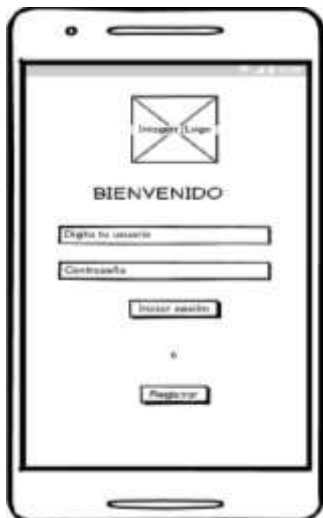 Imagen Logo
BIENVENIDO
Digita tu usuario
Contraseña
Iniciar sesión
ó
Registrar